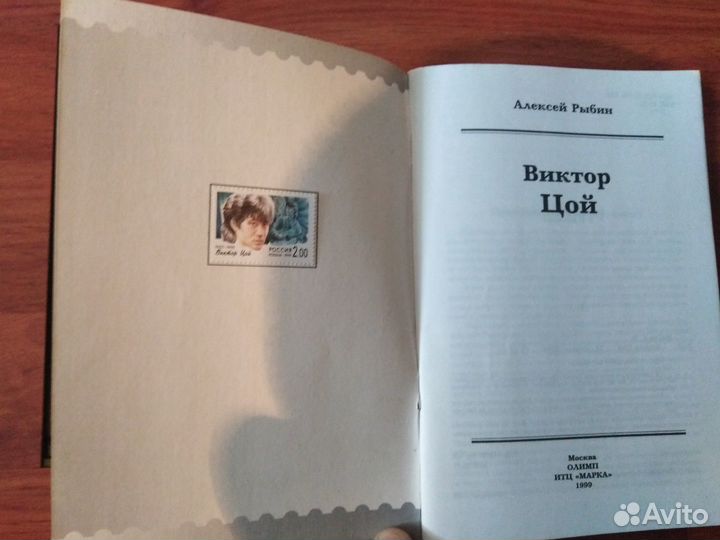 Виктор Цой
РОССИЯ
2.00
Алексей Рыбин
Виктор
Цой
Москва
ОЛИМП
ИТЦ «МАРКА»
1999
Avito